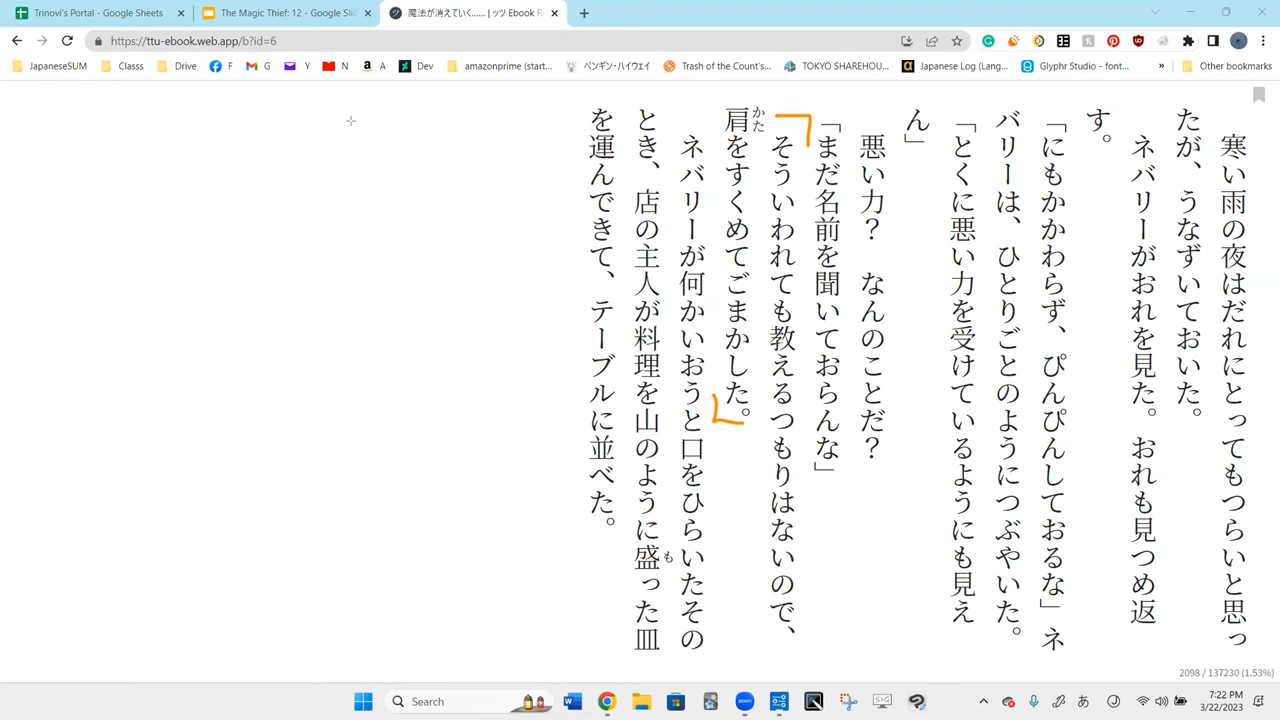 Trinovi's Portal - Google Sheets
The Magic Thief: 12 - Google Slid
魔法が消えていく…… | ッツ Ebook R
https://ttu-ebook.web.app/b?id=6
JapaneseSUM
Classs
Drive
F
G
Y
N
A
Dev
amazonprime (start...
ペンギン・ハイウェイ
Trash of the Count's...
TOKYO SHAREHOU...
Japanese Log (Lang...
Glyphr Studio - font...
»
Other bookmarks
寒い雨の夜はだれにとってもつらいと思っ
たが、うなずいておいた。
ネバリーがおれを見た。おれも見つめ返
す。
「にもかかわらず、ぴんぴんしておるな」ネ
バリーは、ひとりごとのようにつぶやいた。
「とくに悪い力を受けているようにも見え
ん」
悪い力？　なんのことだ？
「まだ名前を聞いておらんな」
そういわれても教えるつもりはないので、
肩をすくめてごまかした。
かた
ネバリーが何かいおうと口をひらいたその
とき、店の主人が料理を山のように盛った皿
も
を運んできて、テーブルに並べた。
2098 / 137230 (1.53%)
Search
zoom
あ
7:22 PM
3/22/2023